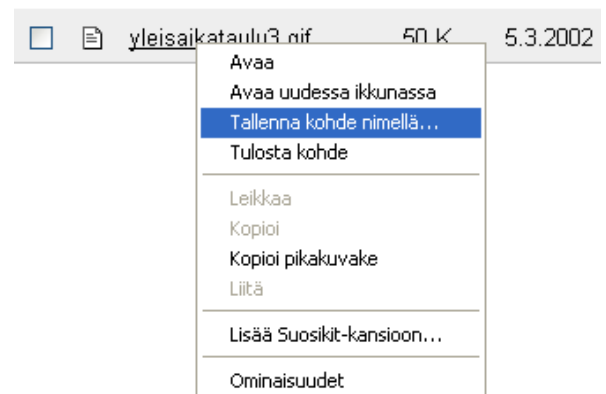 yleisaikataulu3.gif 50 K 5.3.2002
Avaa
Avaa uudessa ikkunassa
Tallenna kohde nimellä...
Tulosta kohde
Leikkaa
Kopioi
Kopioi pikakuvake
Liitä
Lisää Suosikit-kansioon...
Ominaisuudet